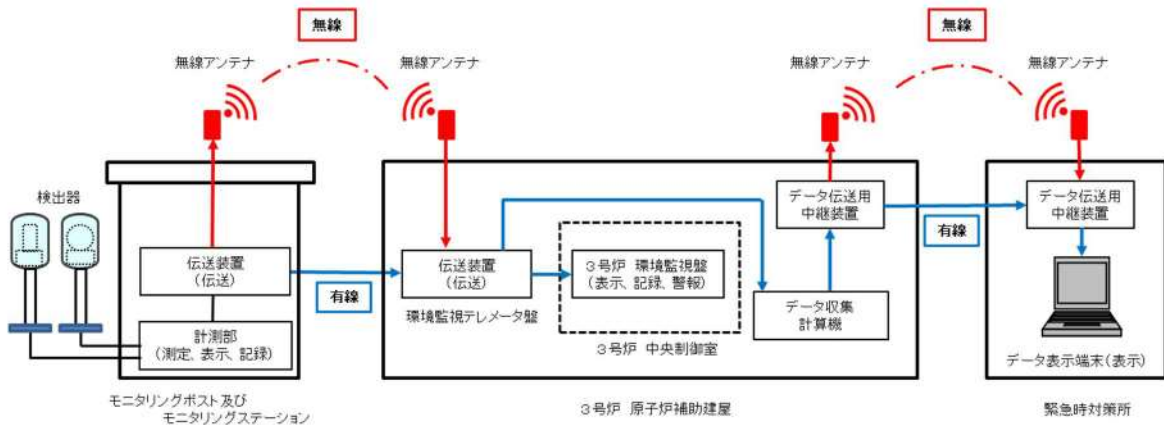 無線
無線
無線アンテナ
無線アンテナ
無線アンテナ
無線アンテナ
検出器
伝送装置
(伝送)
計測部
(測定、表示、記録)
モニタリングポスト及び
モニタリングステーション
有線
伝送装置
(伝送)
環境監視テレメータ盤
3号炉 環境監視盤
(表示、記録、警報)
3号炉 中央制御室
データ伝送用
中継装置
データ収集
計算機
3号炉 原子炉補助建屋
有線
データ伝送用
中継装置
データ表示端末(表示)
緊急時対策所